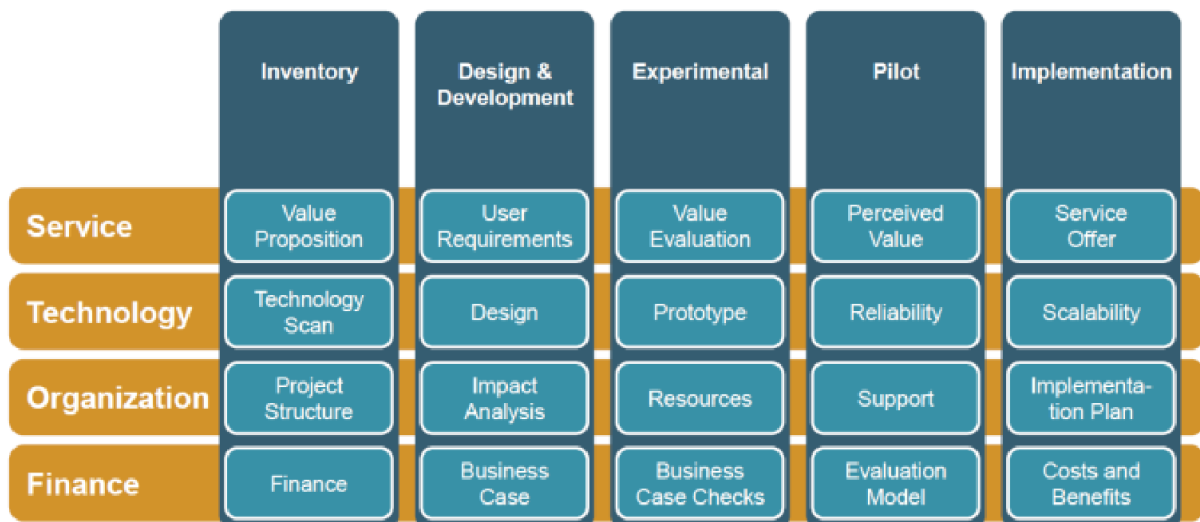 Inventory
Design &
Development
Experimental
Pilot
Implementation
Service
Value
Proposition
User
Requirements
Value
Evaluation
Perceived
Value
Service
Offer
Technology
Technology
Scan
Design
Prototype
Reliability
Scalability
Organization
Project
Structure
Impact
Analysis
Resources
Support
Implementa-
tion Plan
Finance
Finance
Business
Case
Business
Case Checks
Evaluation
Model
Costs and
Benefits